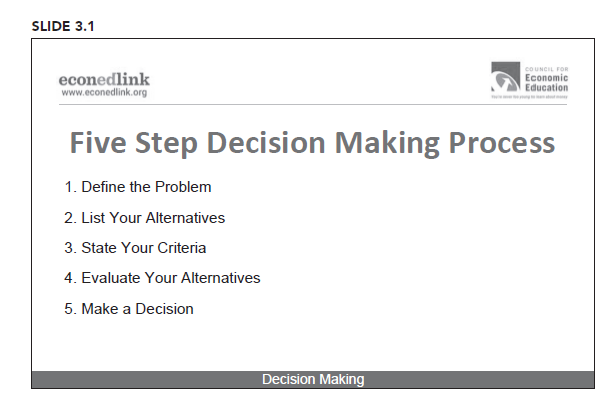 SLIDE 3.1
econedlink
www.econedlink.org
COUNCIL FOR
Economic
Education
Five Step Decision Making Process
1. Define the Problem
2. List Your Alternatives
3. State Your Criteria
4. Evaluate Your Alternatives
5. Make a Decision
Decision Making